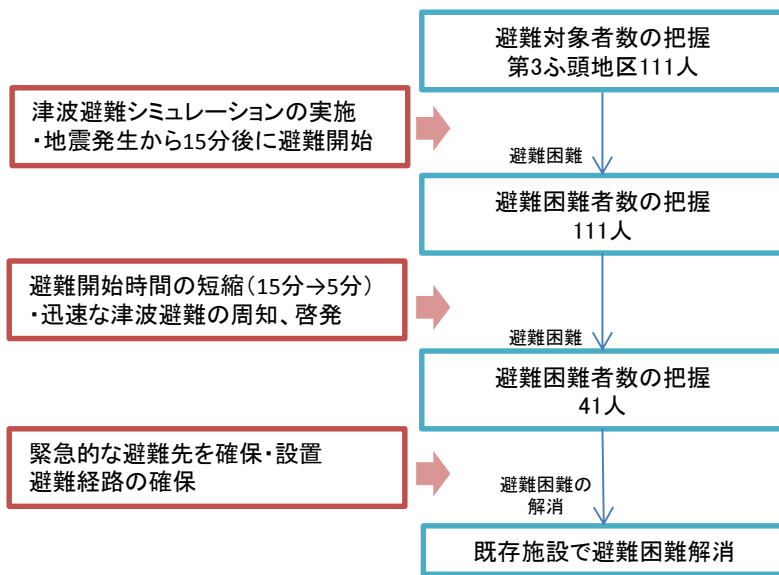 避難対象者数の把握
第3ふ頭地区111人
津波避難シミュレーションの実施
・地震発生から15分後に避難開始
避難困難
避難困難者数の把握
111人
避難開始時間の短縮（15分→5分）
・迅速な津波避難の周知、啓発
避難困難
避難困難者数の把握
41人
緊急的な避難先を確保・設置
避難経路の確保
避難困難の
解消
既存施設で避難困難解消